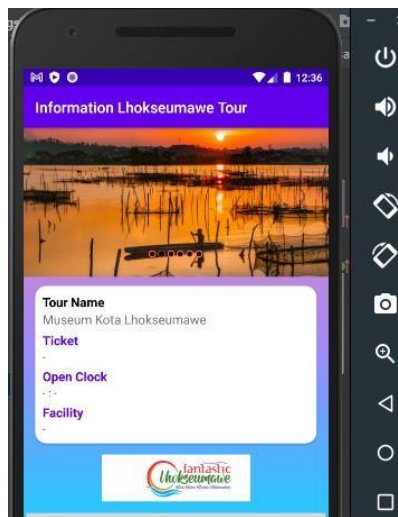 12:36
Information Lhokseumawe Tour
Tour Name
Museum Kota Lhokseumawe
Ticket
-
Open Clock
- : -
Facility
-
fantastic
Lhokseumawe